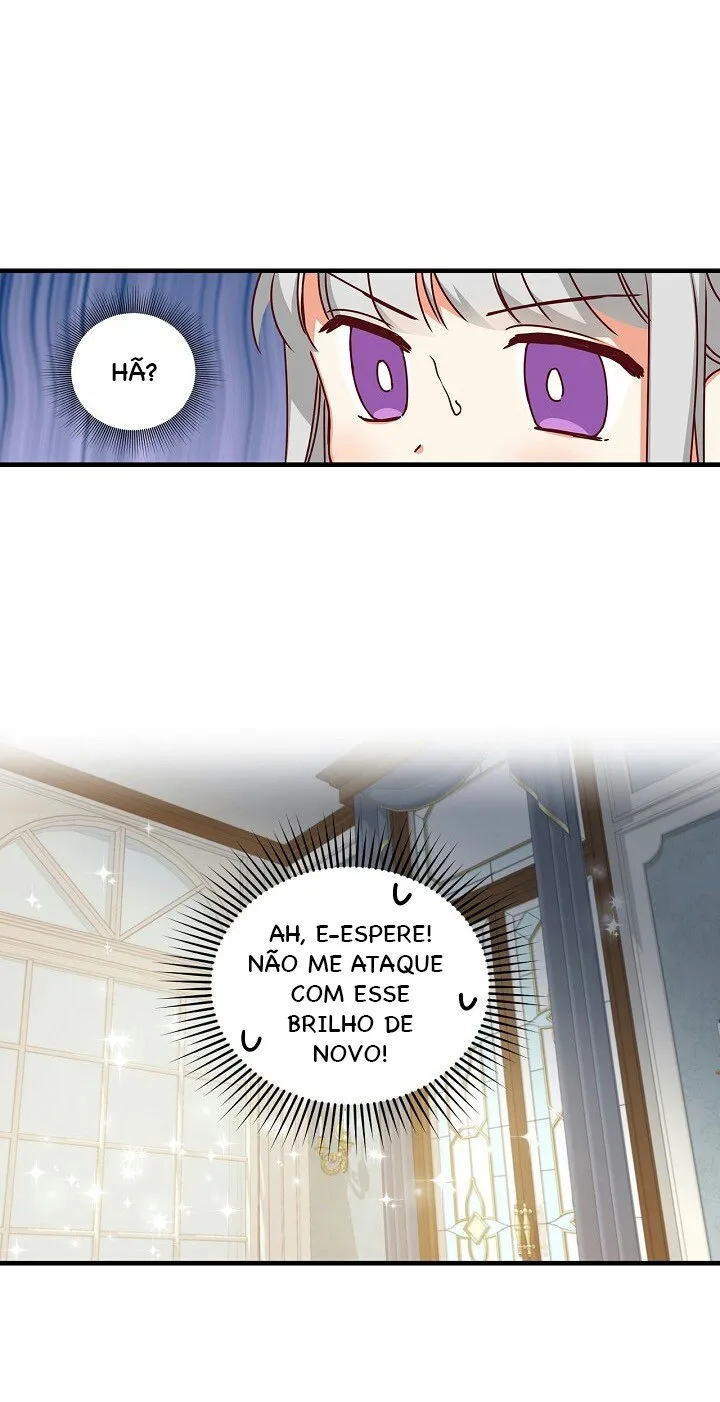 HÃ?
AH, E-ESPERE!
NÃO ME ATAQUE
COM ESSE
BRILHO DE
NOVO!